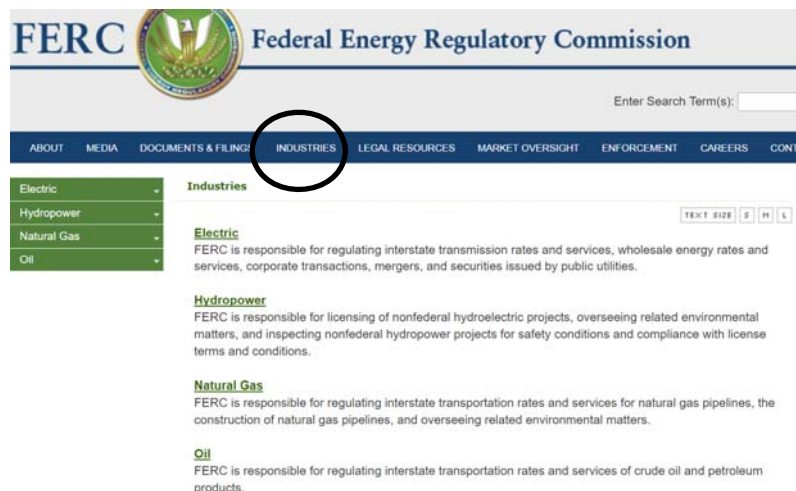 FERC
Federal Energy Regulatory Commission
Enter Search Term(s):
ABOUT MEDIA DOCUMENTS & FILINGS INDUSTRIES LEGAL RESOURCES MARKET OVERSIGHT ENFORCEMENT CAREERS CONT
Electric
Hydropower
Natural Gas
Oil
Industries
TEXT SIZE S M L
Electric
FERC is responsible for regulating interstate transmission rates and services, wholesale energy rates and
services, corporate transactions, mergers, and securities issued by public utilities.
Hydropower
FERC is responsible for licensing of nonfederal hydroelectric projects, overseeing related environmental
matters, and inspecting nonfederal hydropower projects for safety conditions and compliance with license
terms and conditions.
Natural Gas
FERC is responsible for regulating interstate transportation rates and services for natural gas pipelines, the
construction of natural gas pipelines, and overseeing related environmental matters.
Oil
FERC is responsible for regulating interstate transportation rates and services of crude oil and petroleum
products.